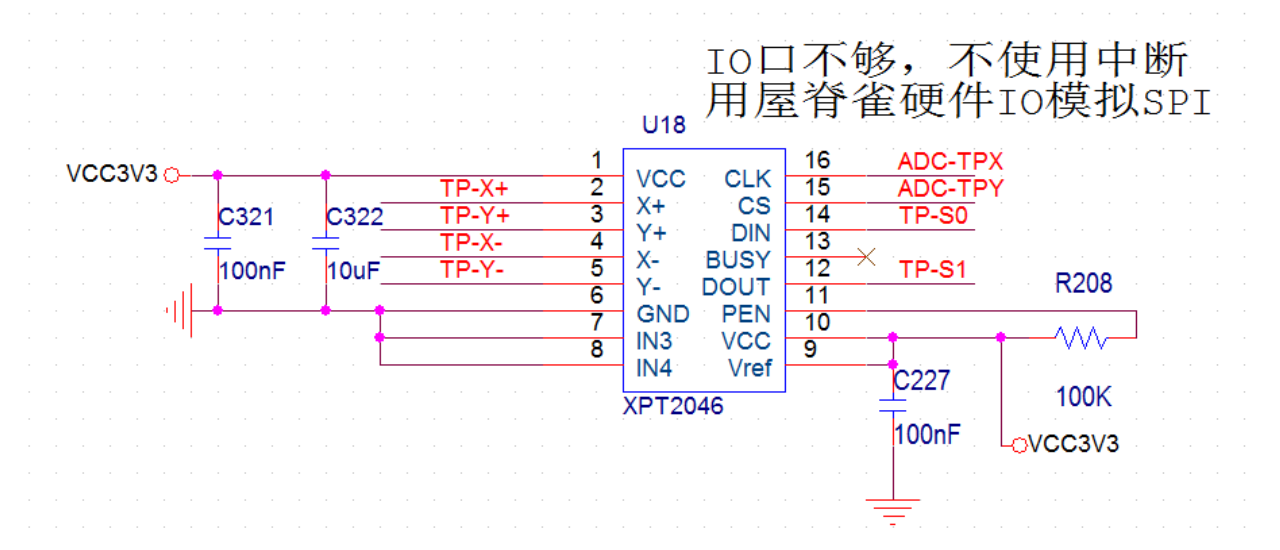 IO口不够，不使用中断
用屋脊雀硬件IO模拟SPI
U18
VCC3V3
1
2
3
4
5
6
7
8
TP-X+
TP-Y+
TP-X-
TP-Y-
C321
100nF
C322
10uF
VCC
X+
Y+
X-
Y-
GND
IN3
IN4
CLK
CS
DIN
BUSY
DOUT
PEN
VCC
Vref
16
15
14
13
12
11
10
9
ADC-TPX
ADC-TPY
TP-S0
TP-S1
XPT2046
R208
100K
C227
100nF
VCC3V3